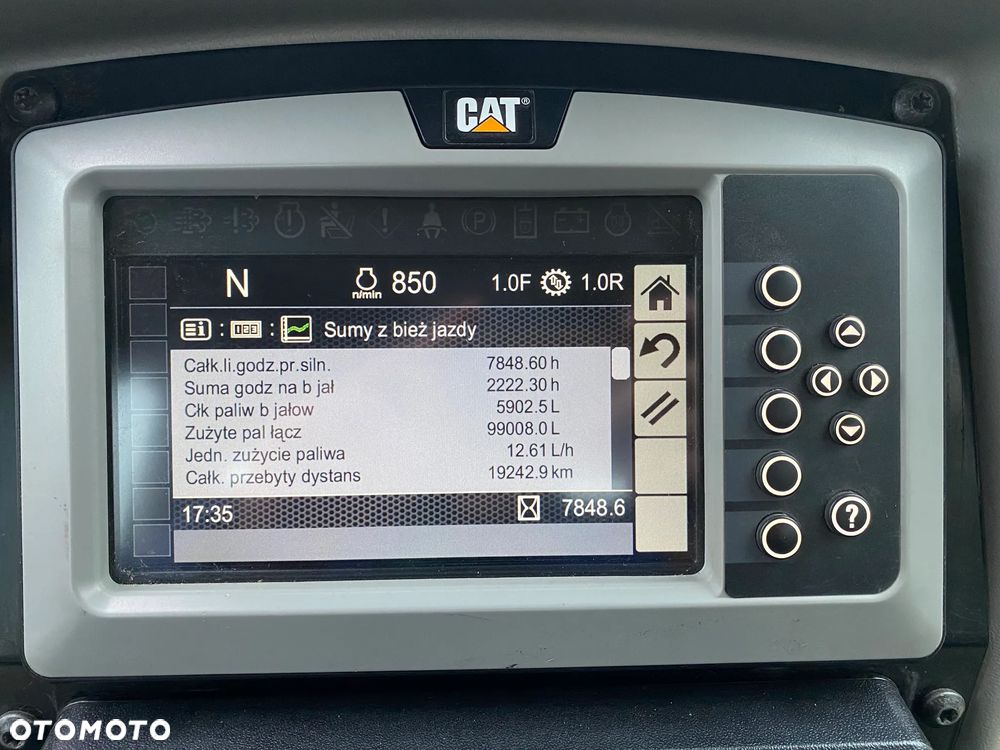 CAT®
N 850 1.0F 1.0R
n/min
: 123 : Sumy z bież jazdy
Całk.li.godz.pr.siln. 7848.60 h
Suma godz na b jał 2222.30 h
Cłk paliw b jałow 5902.5 L
Zużyte pal łącz 99008.0 L
Jedn. zużycie paliwa 12.61 L/h
Całk. przebyty dystans 19242.9 km
17:35 7848.6
?
OTOMOTO